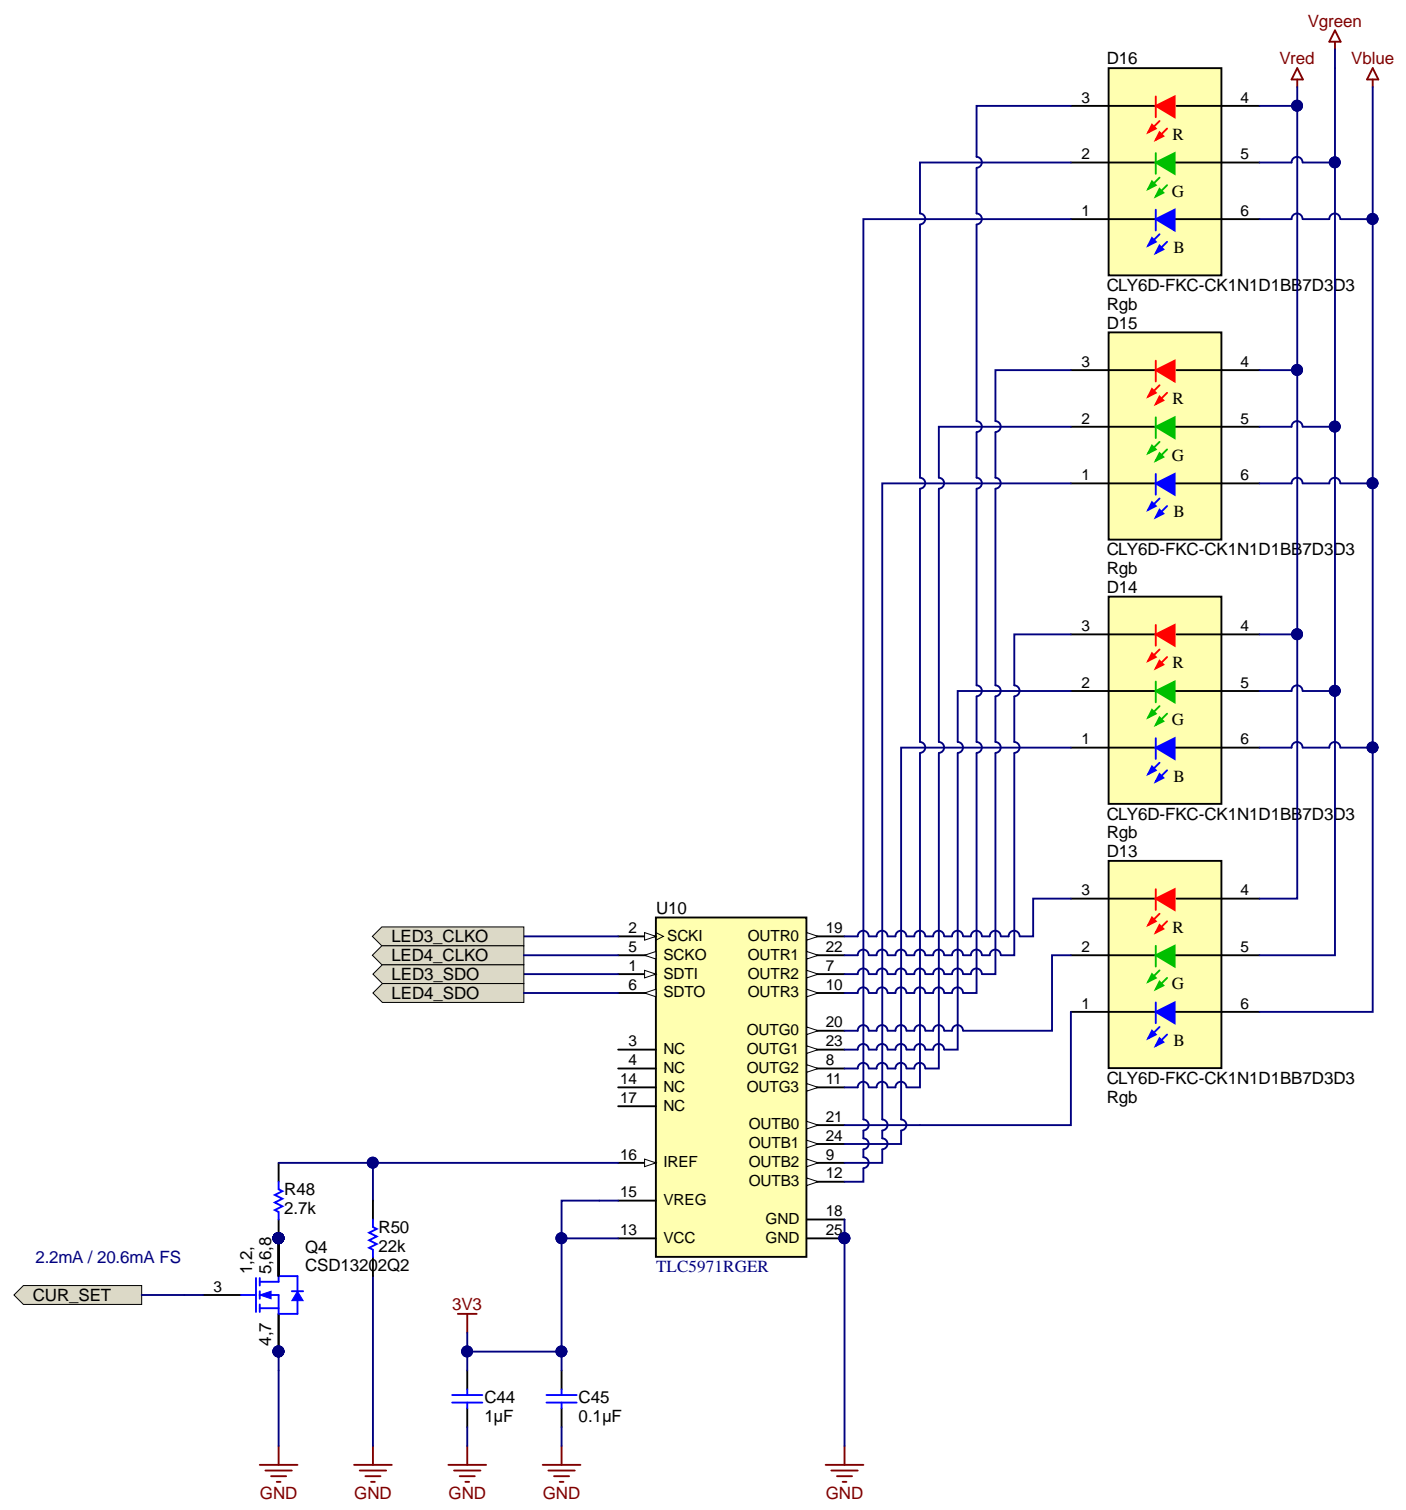 Vgreen
Vred
Vblue
D16
3
4
R
2
5
G
1
6
B
CLY6D-FKC-CK1N1D1BB7D3D3
Rgb
D15
3
4
R
2
5
G
1
6
B
CLY6D-FKC-CK1N1D1BB7D3D3
Rgb
D14
3
4
R
2
5
G
1
6
B
CLY6D-FKC-CK1N1D1BB7D3D3
Rgb
D13
3
4
R
2
5
G
1
6
B
CLY6D-FKC-CK1N1D1BB7D3D3
Rgb
U10
LED3_CLKO
2
SCKI
OUTR0
19
LED4_CLKO
5
SCKO
OUTR1
22
LED3_SDO
1
SDTI
OUTR2
7
LED4_SDO
6
SDTO
OUTR3
10
OUTG0
20
3
NC
OUTG1
23
4
NC
OUTG2
8
14
NC
OUTG3
11
17
NC
OUTB0
21
OUTB1
24
16
IREF
OUTB2
9
OUTB3
12
15
VREG
GND
18
13
VCC
GND
25
TLC5971RGER
R48
2.7k
R50
22k
Q4
CSD13202Q2
1,2,
5,6,8
4,7
2.2mA / 20.6mA FS
CUR_SET
3
3V3
C44
1µF
C45
0.1µF
GND
GND
GND
GND
GND